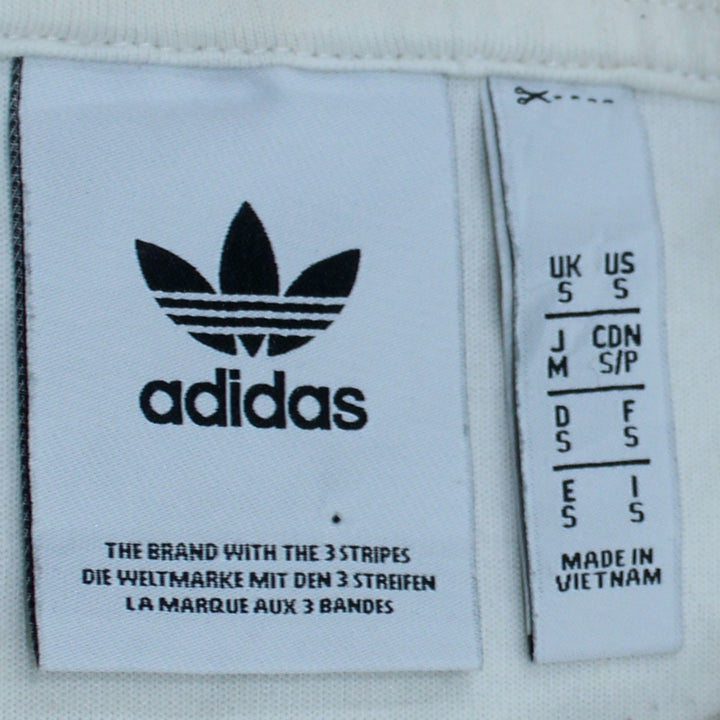 adidas
THE BRAND WITH THE 3 STRIPES
DIE WELTMARKE MIT DEN 3 STREIFEN
LA MARQUE AUX 3 BANDES
UK US
S S
J CDN
M S/P
D F
S S
E I
S S
MADE IN
VIETNAM